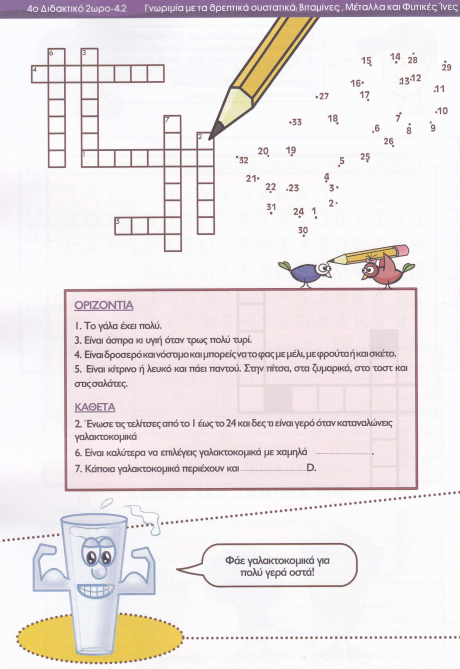 4ο Διδακτικό 2ωρο-4.2 Γνωριμία με τα θρεπτικά συστατικά: Βιταμίνες, Μέταλλα και Φυτικές Ίνες
6 3
4
7
2
1
5
15 14 28
29
16 13 12
27 17 11
10
33 18 7
6 8 9
26
20 19
32 5 25
21 4
22 23 3
2
31 24 1
30
ΟΡΙΖΟΝΤΙΑ
1. Το γάλα έχει πολύ.
3. Είναι άσπρα κι υγιή όταν τρως πολύ τυρί.
4. Είναι δροσερό και νόστιμο και μπορείς να το φας με μέλι, με φρούτα ή και σκέτο.
5. Είναι κίτρινο ή λευκό και πάει παντού. Στην πίτσα, στα ζυμαρικά, στο τοστ και
στις σαλάτες.
ΚΑΘΕΤΑ
2. Ένωσε τις τελίτσες από το 1 έως το 24 και δες τι είναι γερό όταν καταναλώνεις
γαλακτοκομικά
6. Είναι καλύτερα να επιλέγεις γαλακτοκομικά με χαμηλά ....................
7. Κάποια γαλακτοκομικά περιέχουν και ........................D.
Φάε γαλακτοκομικά για
πολύ γερά οστά!